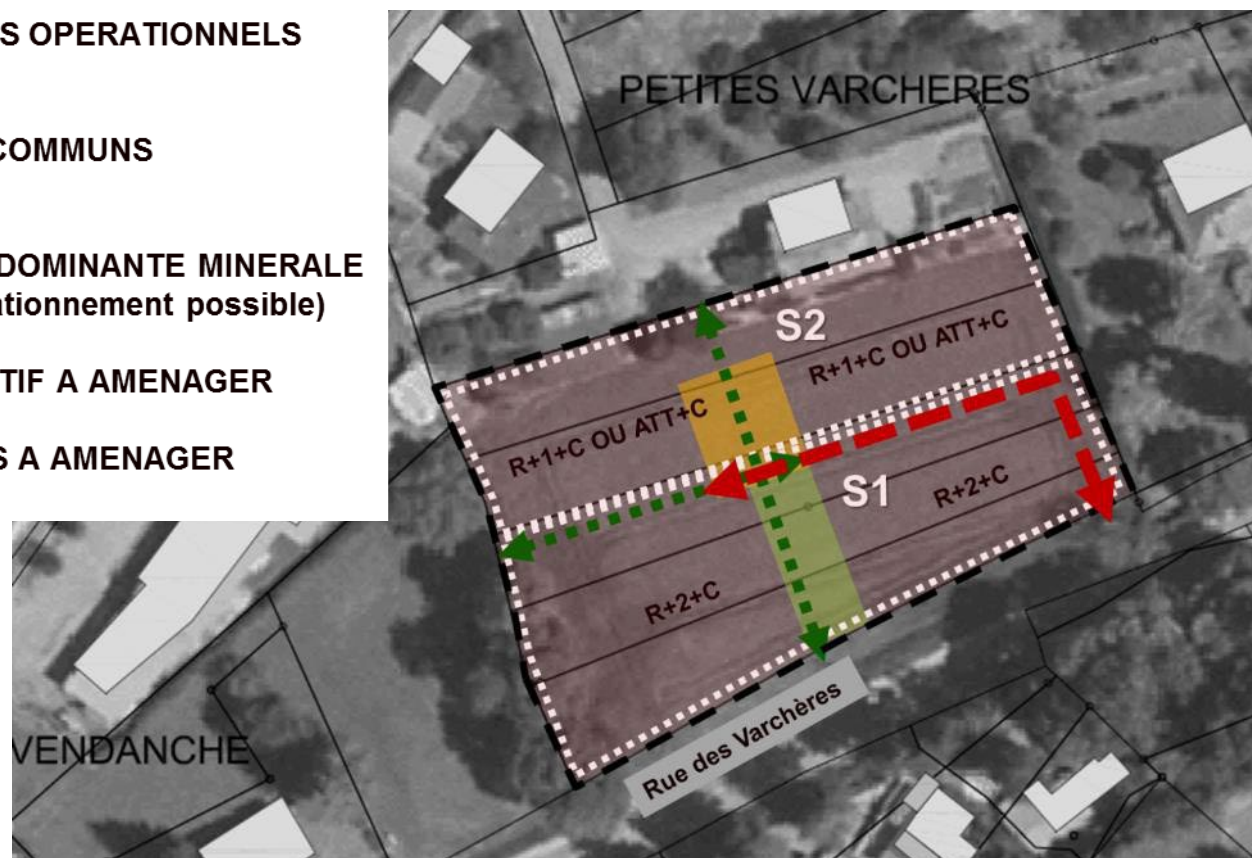 S OPERATIONNELS
COMMUNS
DOMINANTE MINERALE
ationnement possible)
TIF A AMENAGER
S A AMENAGER
PETITES VARCHERES
S2
R+1+C OU ATT+C
R+1+C OU ATT+C
S1
R+2+C
R+2+C
Rue des Varchères
VENDANCHE